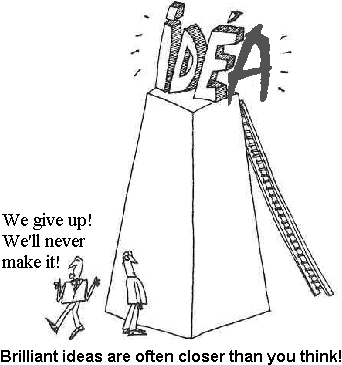 iDÉA
We give up!
We'll never
make it!
Brilliant ideas are often closer than you think!